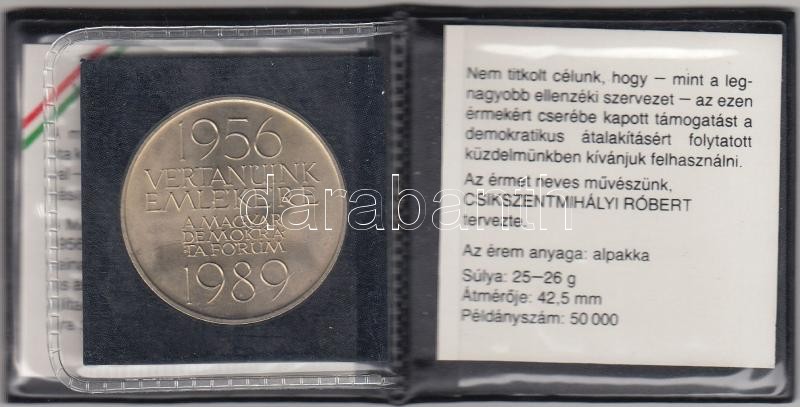 1956
VÉRTANÚINK
EMLÉKÉRE
A MAGYAR
DEMOKRA
TA FÓRUM
1989
Nem titkolt célunk, hogy – mint a leg-
nagyobb ellenzéki szervezet – az ezen
érmekért cserébe kapott támogatást a
demokratikus átalakításért folytatott
küzdelmünkben kívánjuk felhasználni.
Az érmet neves művészünk,
CSIKSZENTMIHÁLYI RÓBERT
tervezte.
Az érem anyaga: alpakka
Súlya: 25–26 g
Átmérője: 42,5 mm
Példányszám: 50 000
darabanth